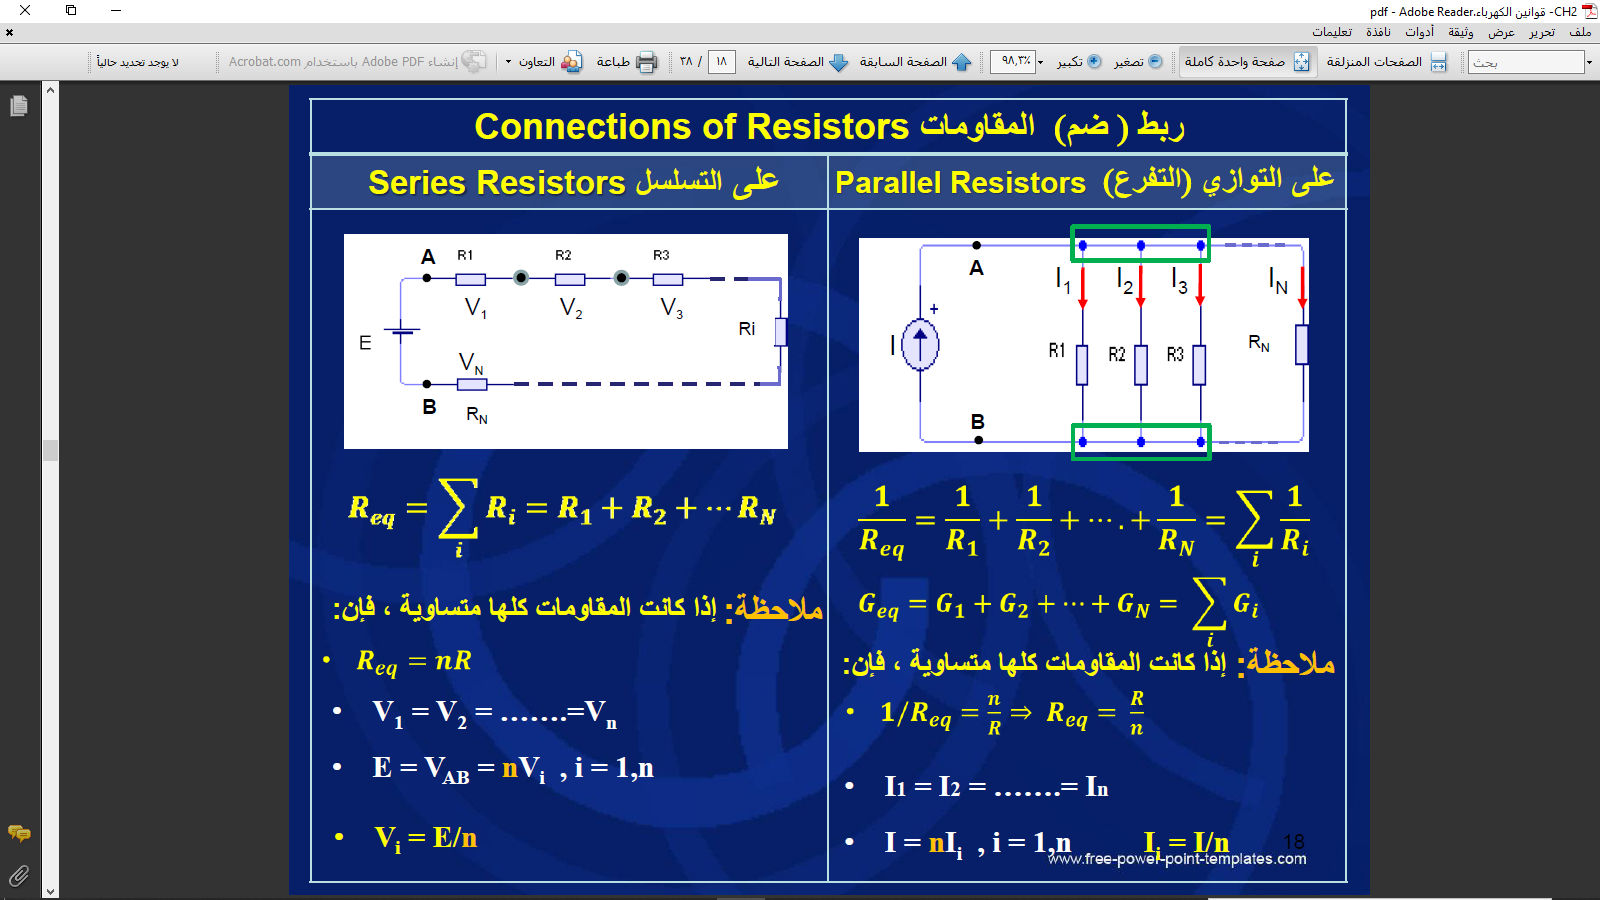 CH2- قوانين الكهرباء.pdf - Adobe Reader
ملف تحرير عرض وثيقة أدوات نافذة تعليمات
بحث الصفحات المنزلقة صفحة واحدة كاملة تصغير تكبير ٩٨,٣% الصفحة السابقة الصفحة التالية ١٨ / ٣٨ طباعة التعاون إنشاء Adobe PDF باستخدام Acrobat.com لا يوجد تحديد حالياً
Connections of Resistors ربط ( ضم) المقاومات
Series Resistors على التسلسل
A R1 R2 R3
V1 V2 V3
E Ri
VN
B RN
Req = ∑i Ri = R1 + R2 + ⋯ RN
ملاحظة: إذا كانت المقاومات كلها متساوية ، فإن:
• Req = nR
• V1 = V2 = …….=Vn
• E = VAB = nVi , i = 1,n
• Vi = E/n
Parallel Resistors على التوازي (التفرع)
A
I1 I2 I3 IN
+
I R1 R2 R3 RN
B
1/Req = 1/R1 + 1/R2 + ⋯ . + 1/RN = ∑i 1/Ri
Geq = G1 + G2 + ⋯ + GN = ∑i Gi
ملاحظة: إذا كانت المقاومات كلها متساوية ، فإن:
• 1/Req = n/R ⇒ Req = R/n
• I1 = I2 = …….= In
• I = nIi , i = 1,n Ii = I/n
18
www.free-power-point-templates.com